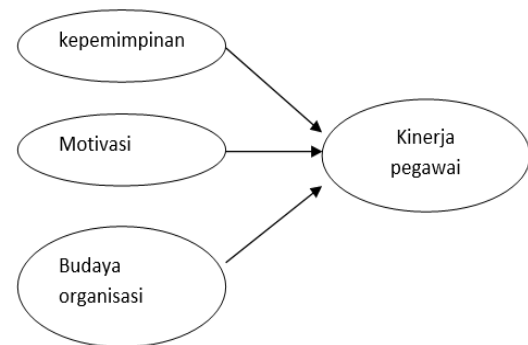 kepemimpinan
Motivasi
Kinerja
pegawai
Budaya
organisasi